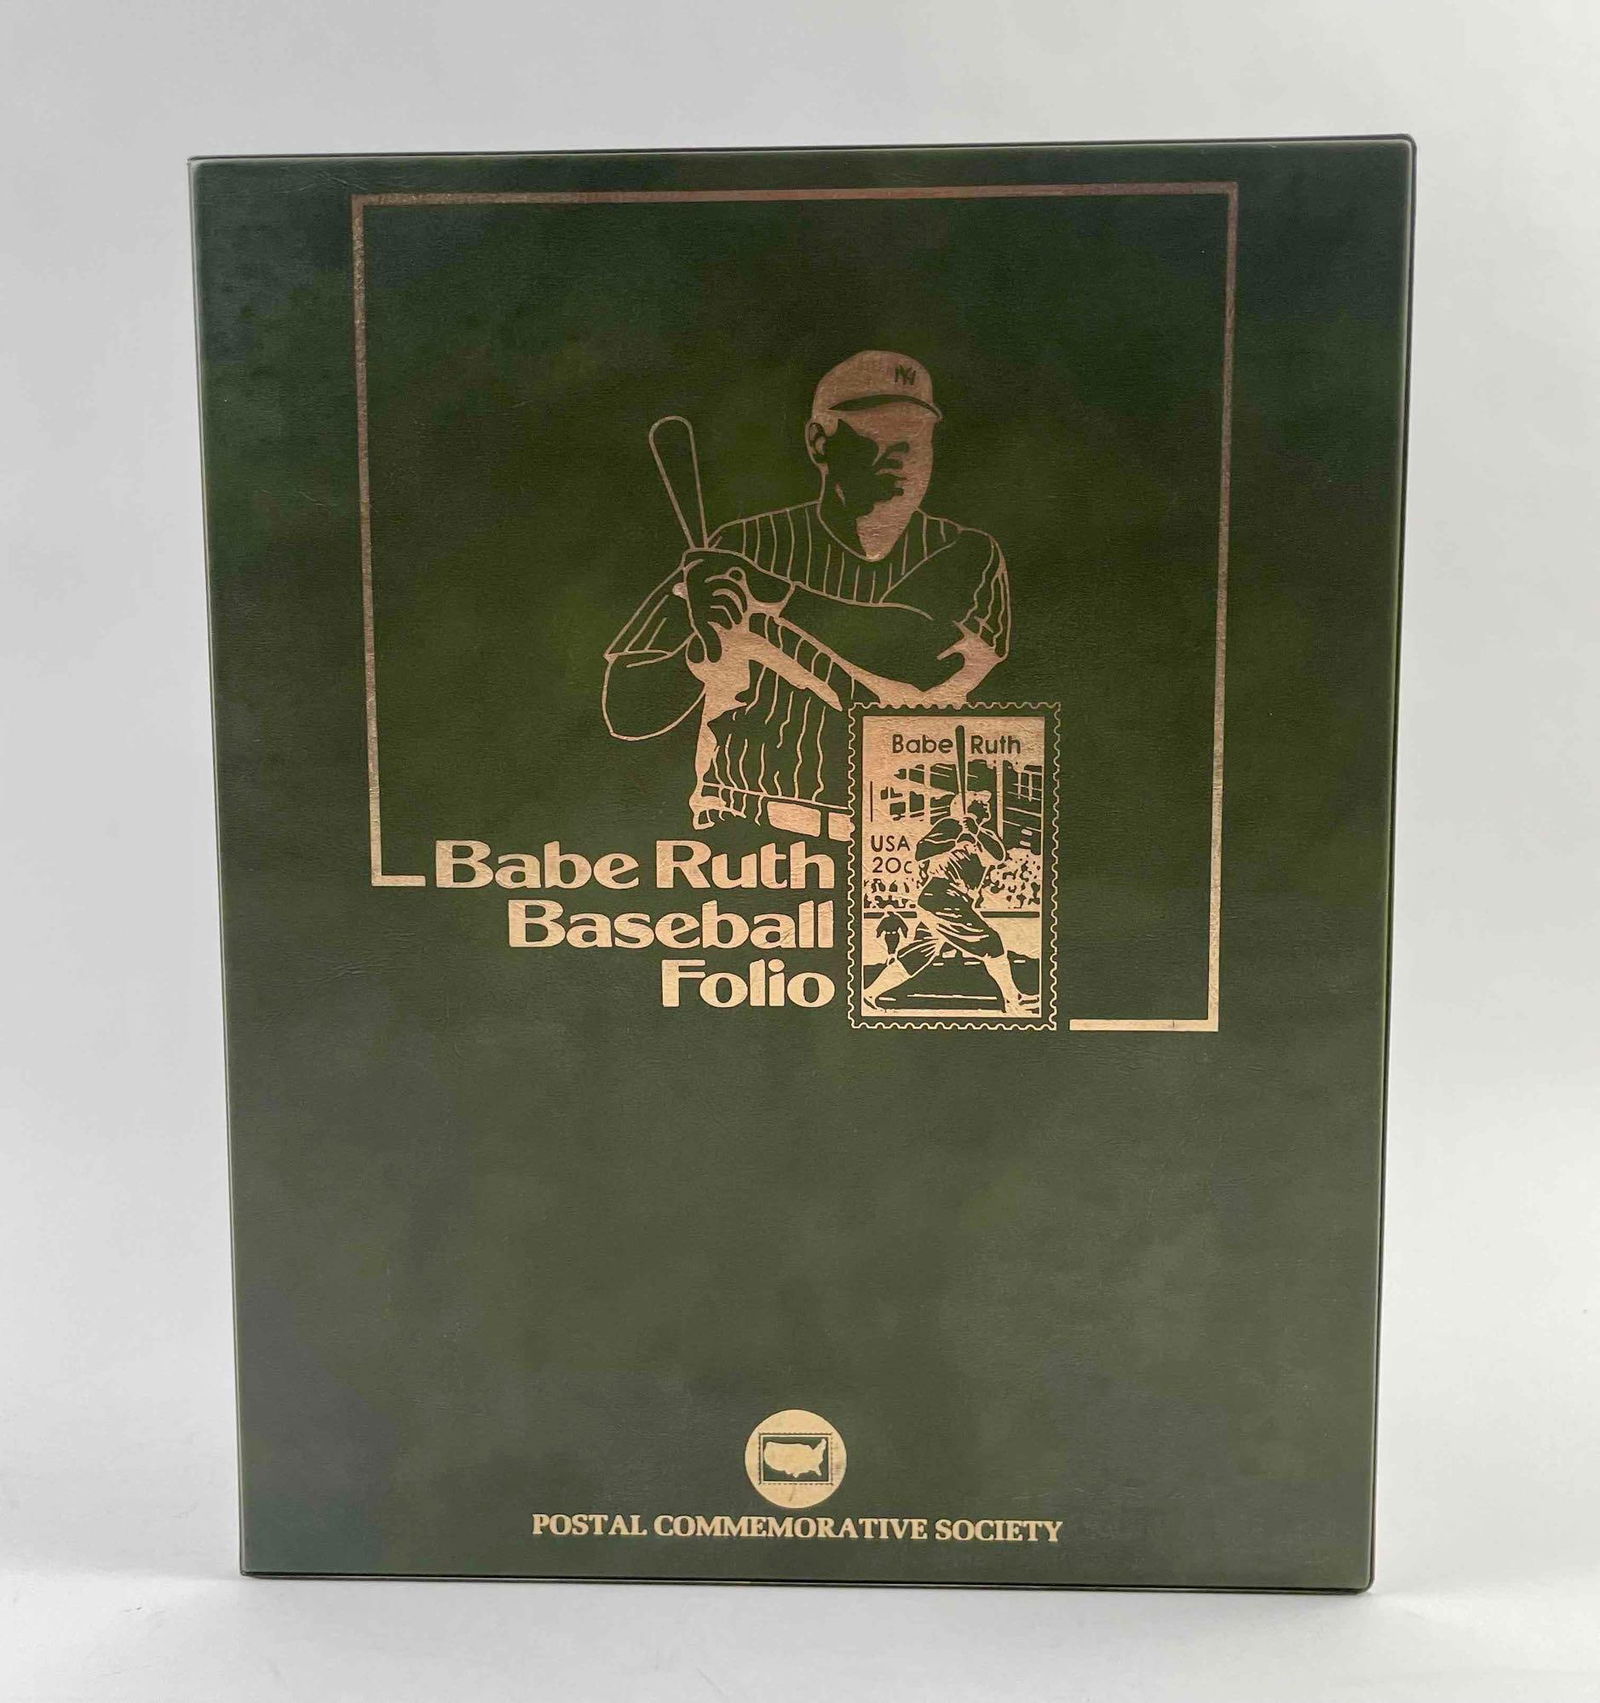 NY
Babe Ruth
USA
20c
Babe Ruth
Baseball
Folio
POSTAL COMMEMORATIVE SOCIETY